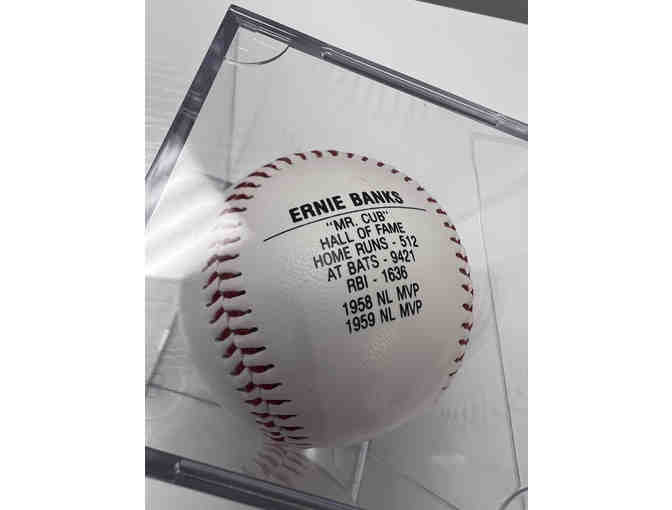 ERNIE BANKS
"MR. CUB"
HALL OF FAME
HOME RUNS - 512
AT BATS - 9421
RBI - 1636
1958 NL MVP
1959 NL MVP